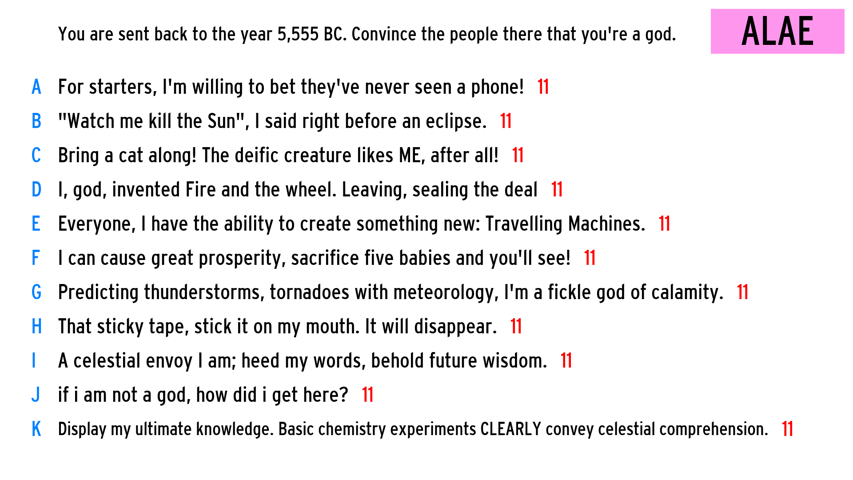 You are sent back to the year 5,555 BC. Convince the people there that you're a god.
ALAE
A For starters, I'm willing to bet they've never seen a phone! 11
B "Watch me kill the Sun", I said right before an eclipse. 11
C Bring a cat along! The deific creature likes ME, after all! 11
D I, god, invented Fire and the wheel. Leaving, sealing the deal 11
E Everyone, I have the ability to create something new: Travelling Machines. 11
F I can cause great prosperity, sacrifice five babies and you'll see! 11
G Predicting thunderstorms, tornadoes with meteorology, I'm a fickle god of calamity. 11
H That sticky tape, stick it on my mouth. It will disappear. 11
I A celestial envoy I am; heed my words, behold future wisdom. 11
J if i am not a god, how did i get here? 11
K Display my ultimate knowledge. Basic chemistry experiments CLEARLY convey celestial comprehension. 11